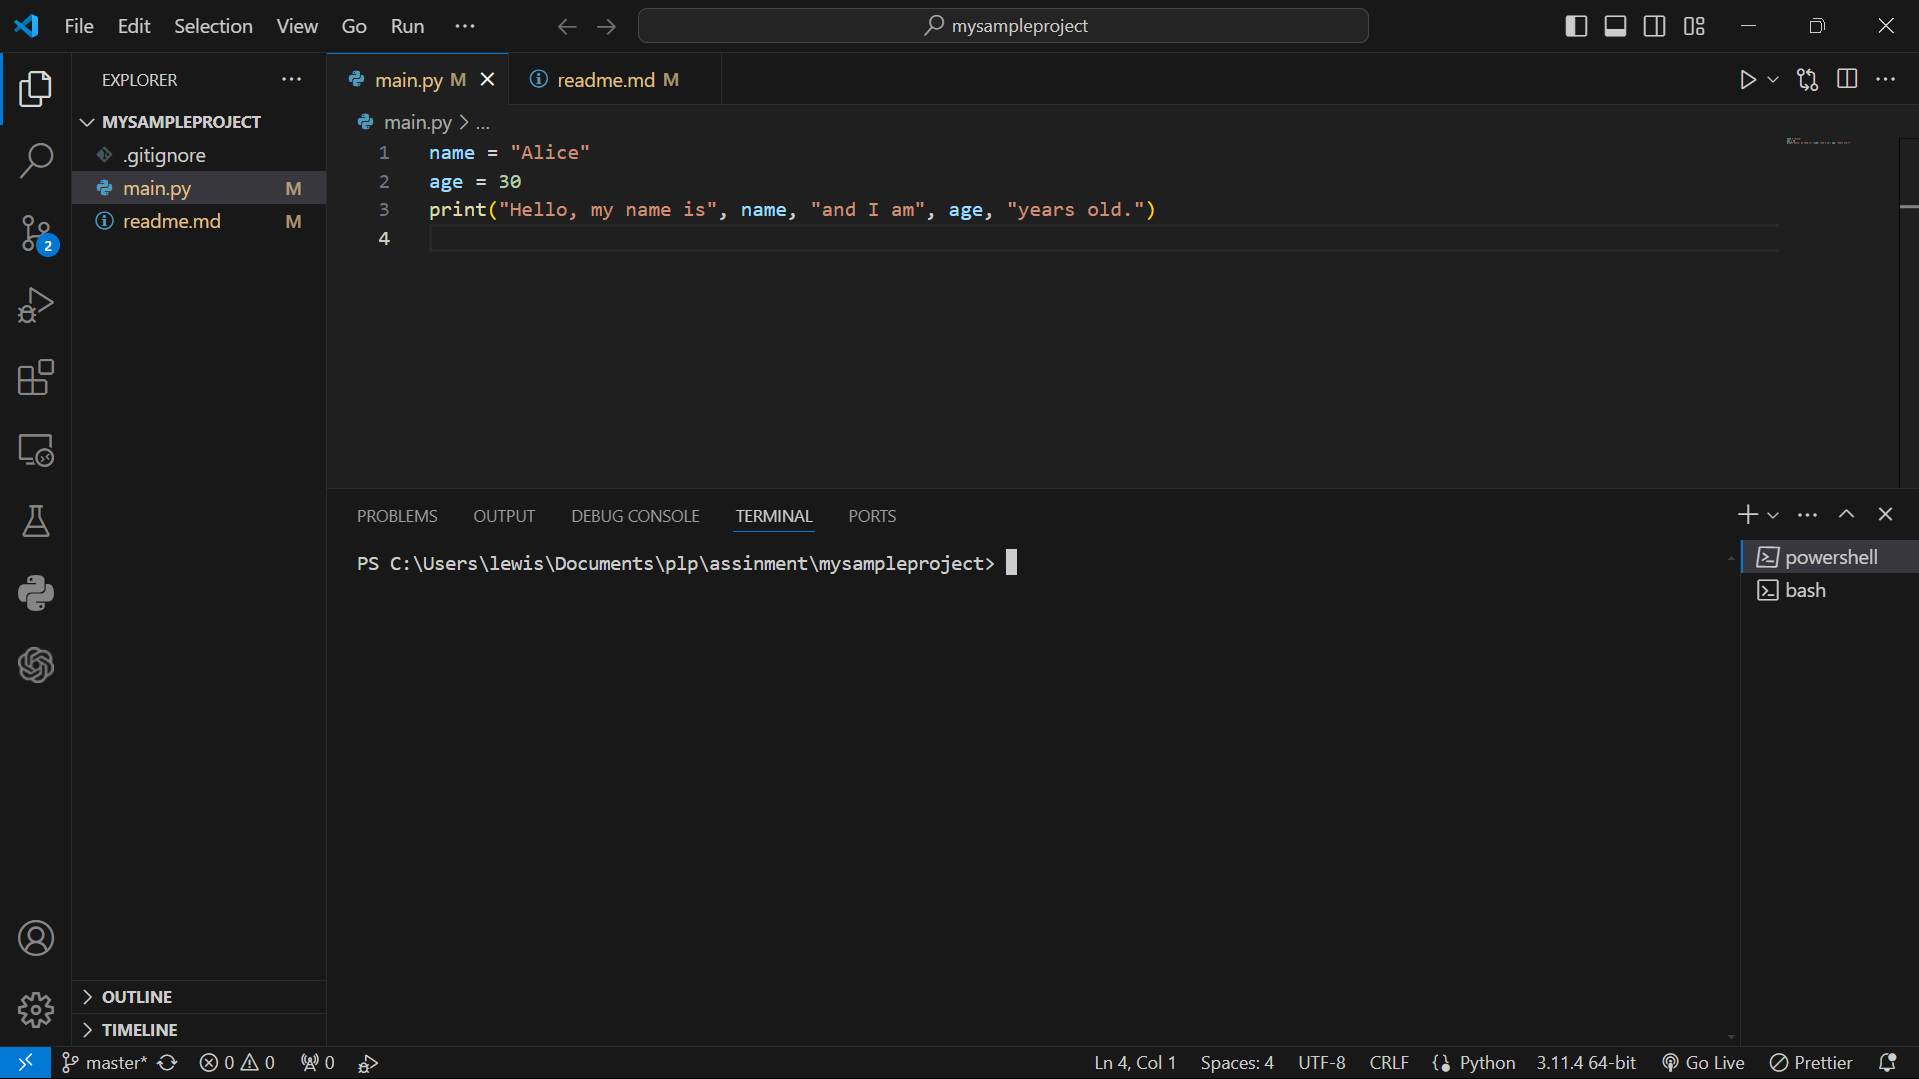 File Edit Selection View Go Run ··· mysampleproject
EXPLORER ···
MYSAMPLEPROJECT
.gitignore
main.py M
readme.md M
OUTLINE
TIMELINE
main.py M readme.md M
main.py > ...
1 name = "Alice"
2 age = 30
3 print("Hello, my name is", name, "and I am", age, "years old.")
4
PROBLEMS OUTPUT DEBUG CONSOLE TERMINAL PORTS
PS C:\Users\lewis\Documents\plp\assinment\mysampleproject>
powershell
bash
2
master* 0 0 0 Ln 4, Col 1 Spaces: 4 UTF-8 CRLF Python 3.11.4 64-bit Go Live Prettier